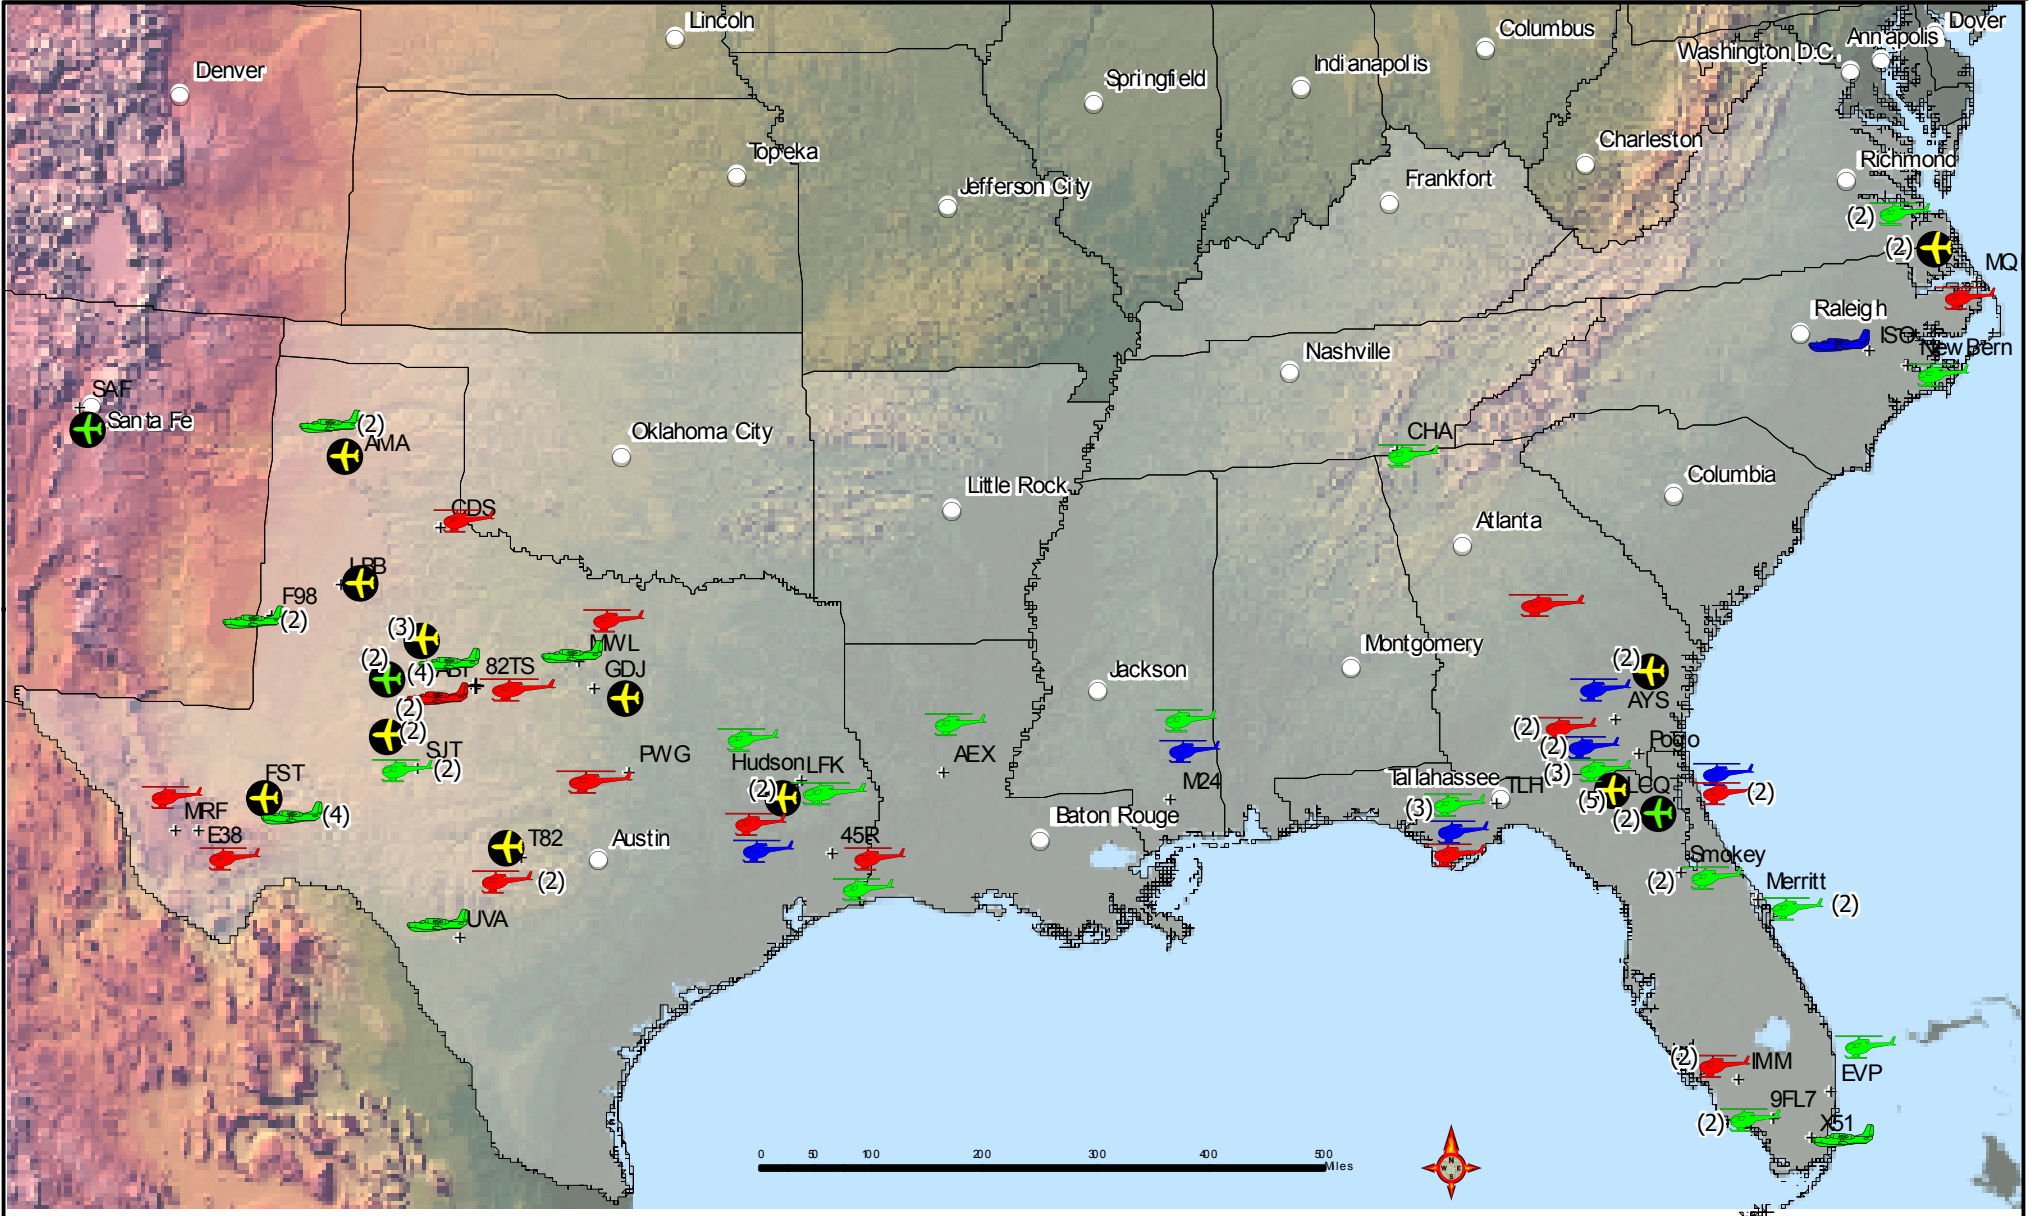 Lincoln
Dover
Columbus
Annapolis
Washington D.C.
Denver
Indianapolis
Springfield
Charleston
Topeka
Richmond
Jefferson City
Frankfort
(2)
(2)
MQ
Raleigh
ISO
New Bern
Nashville
SAF
Santa Fe
(2)
AMA
Oklahoma City
CHA
Columbia
Little Rock
CDS
Atlanta
LBB
F98
(2)
(3)
MWL
Montgomery
(2)
(4)
ABI
82TS
GDJ
Jackson
(2)
AYS
(2)
(2)
(2)
(2)
Pogo
SJT
(2)
PWG
Hudson
LFK
AEX
M24
Tallahassee
TLH
(3)
LCQ
FST
(2)
(3)
(5)
(2)
(2)
MRF
(4)
E38
T82
Austin
45R
Baton Rouge
Smokey
(2)
(2)
Merritt
(2)
UVA
(2)
IMM
EVP
9FL7
(2)
X51
0 50 100 200 300 400 500
Miles
N
W E
S